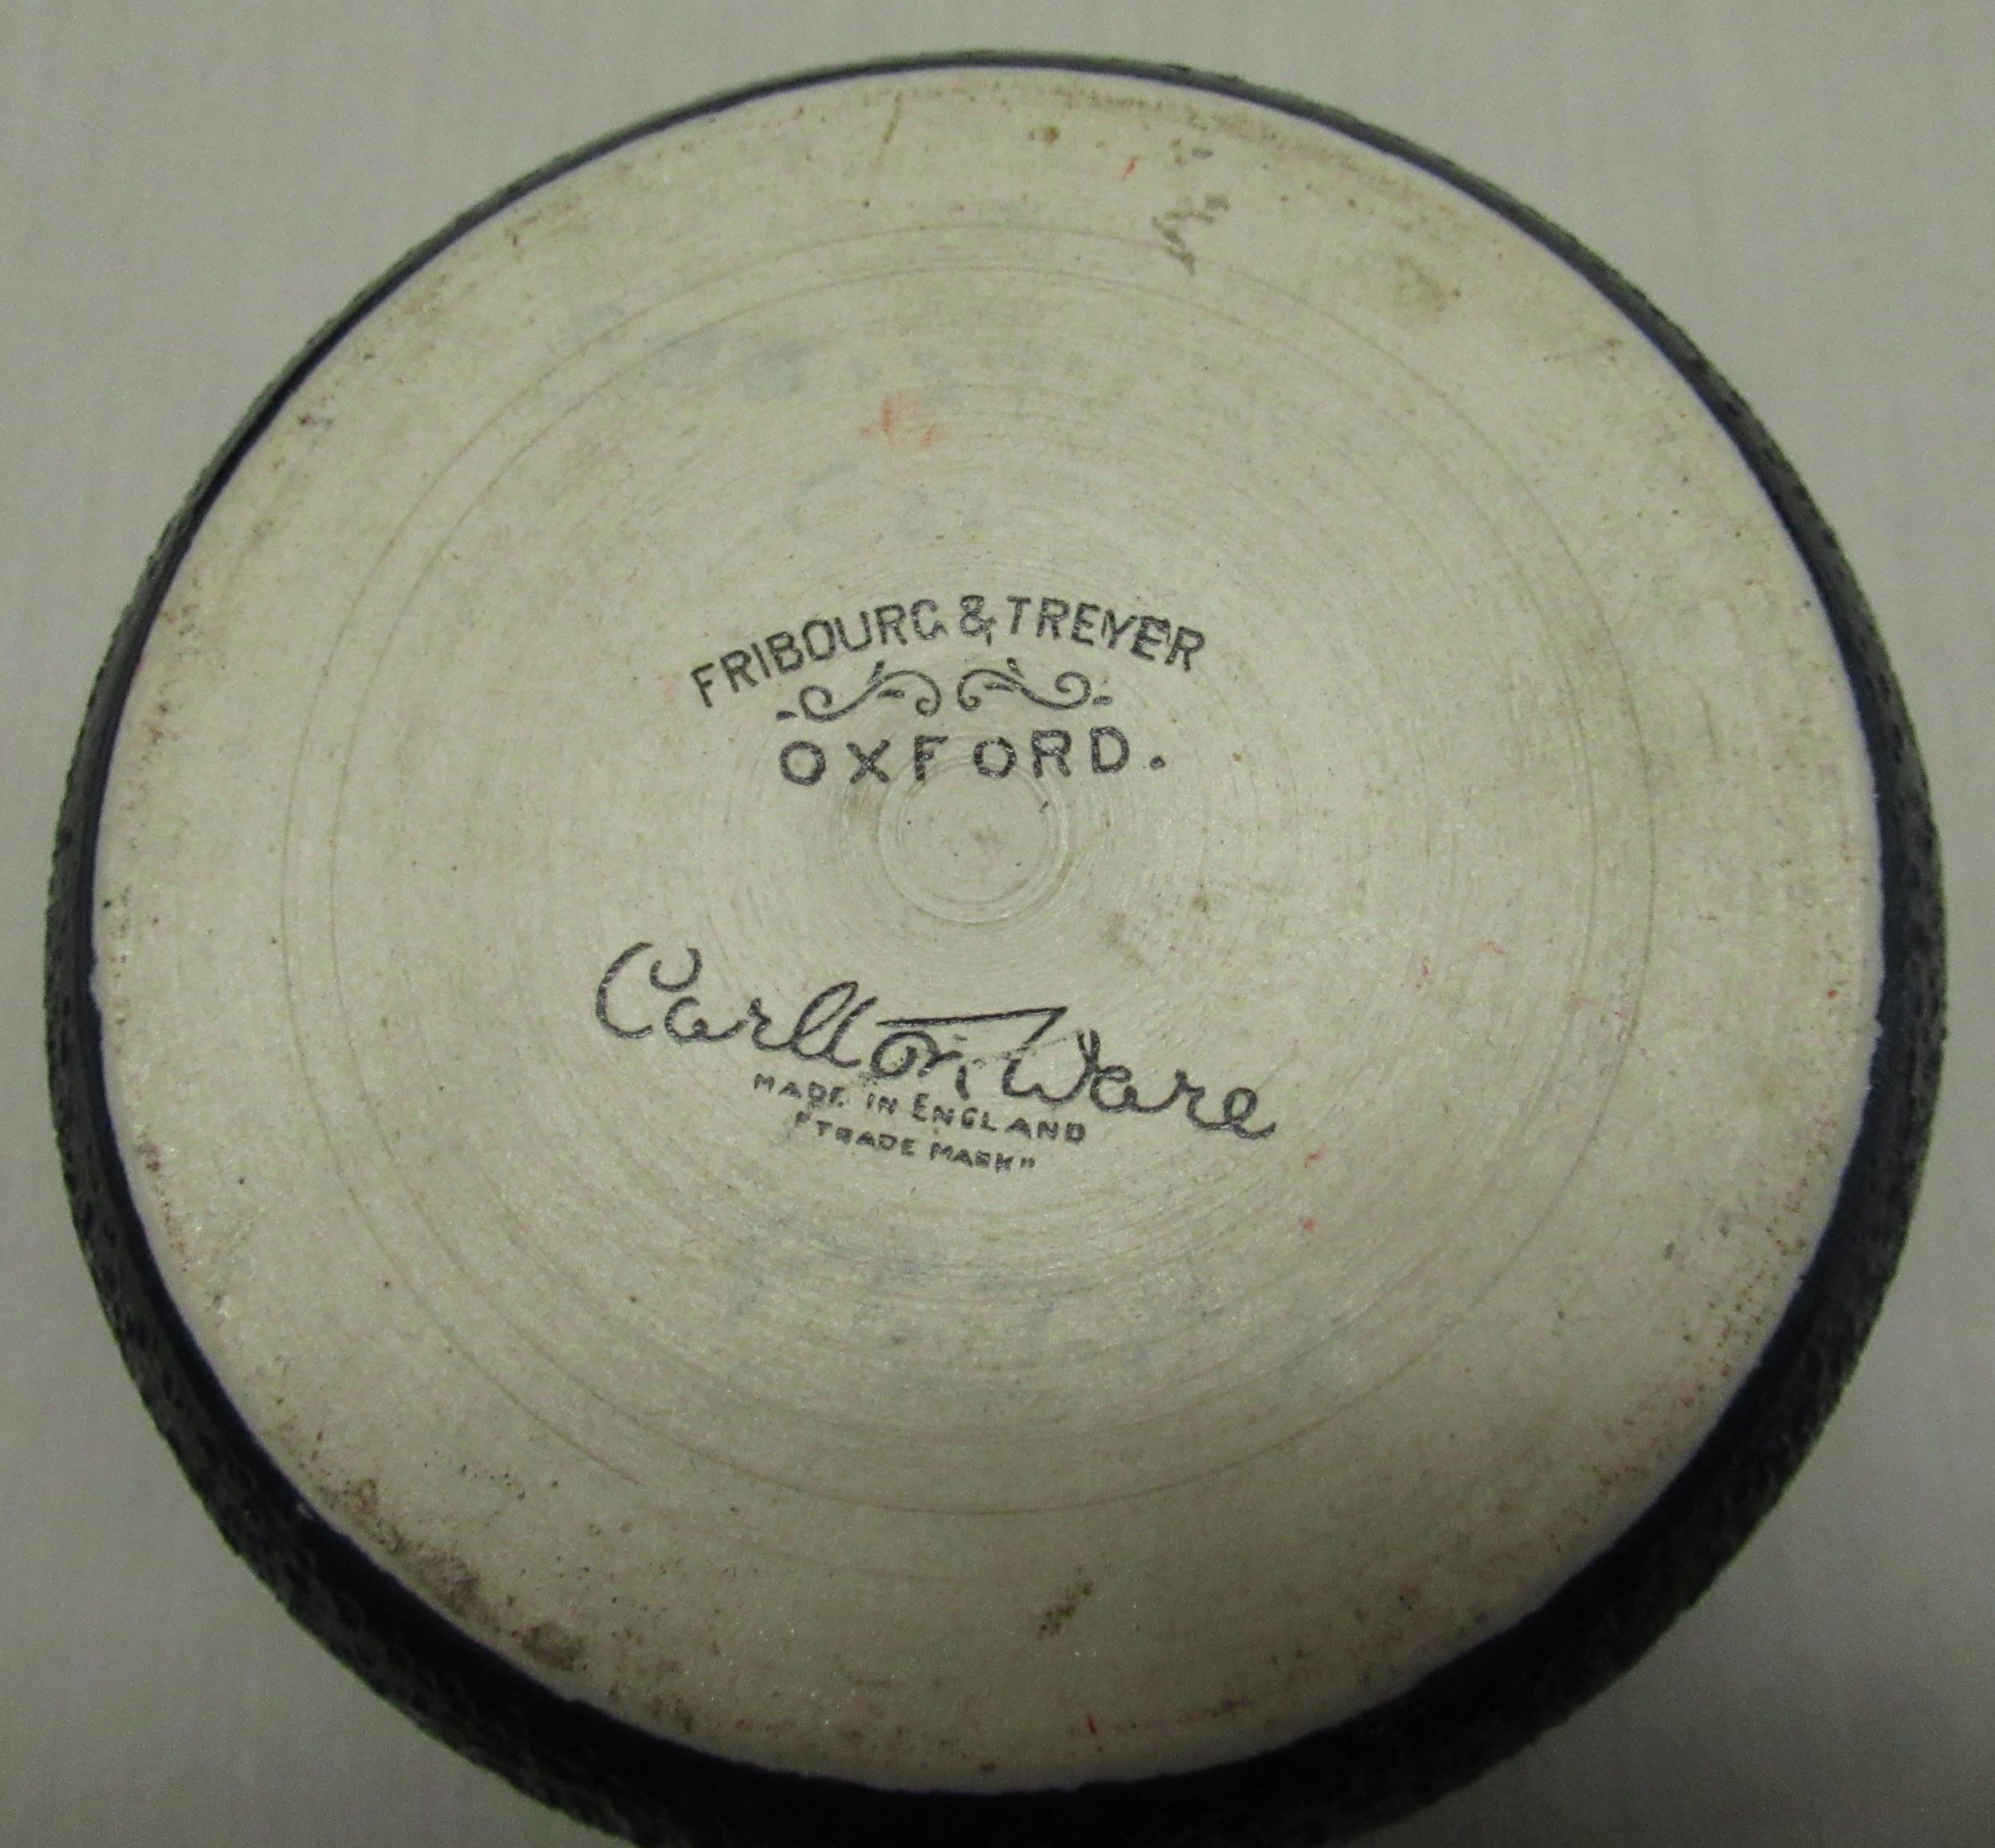 FRIBOURG & TREYER
OXFORD.
Carlton Ware
MADE IN ENGLAND
"TRADE MARK"